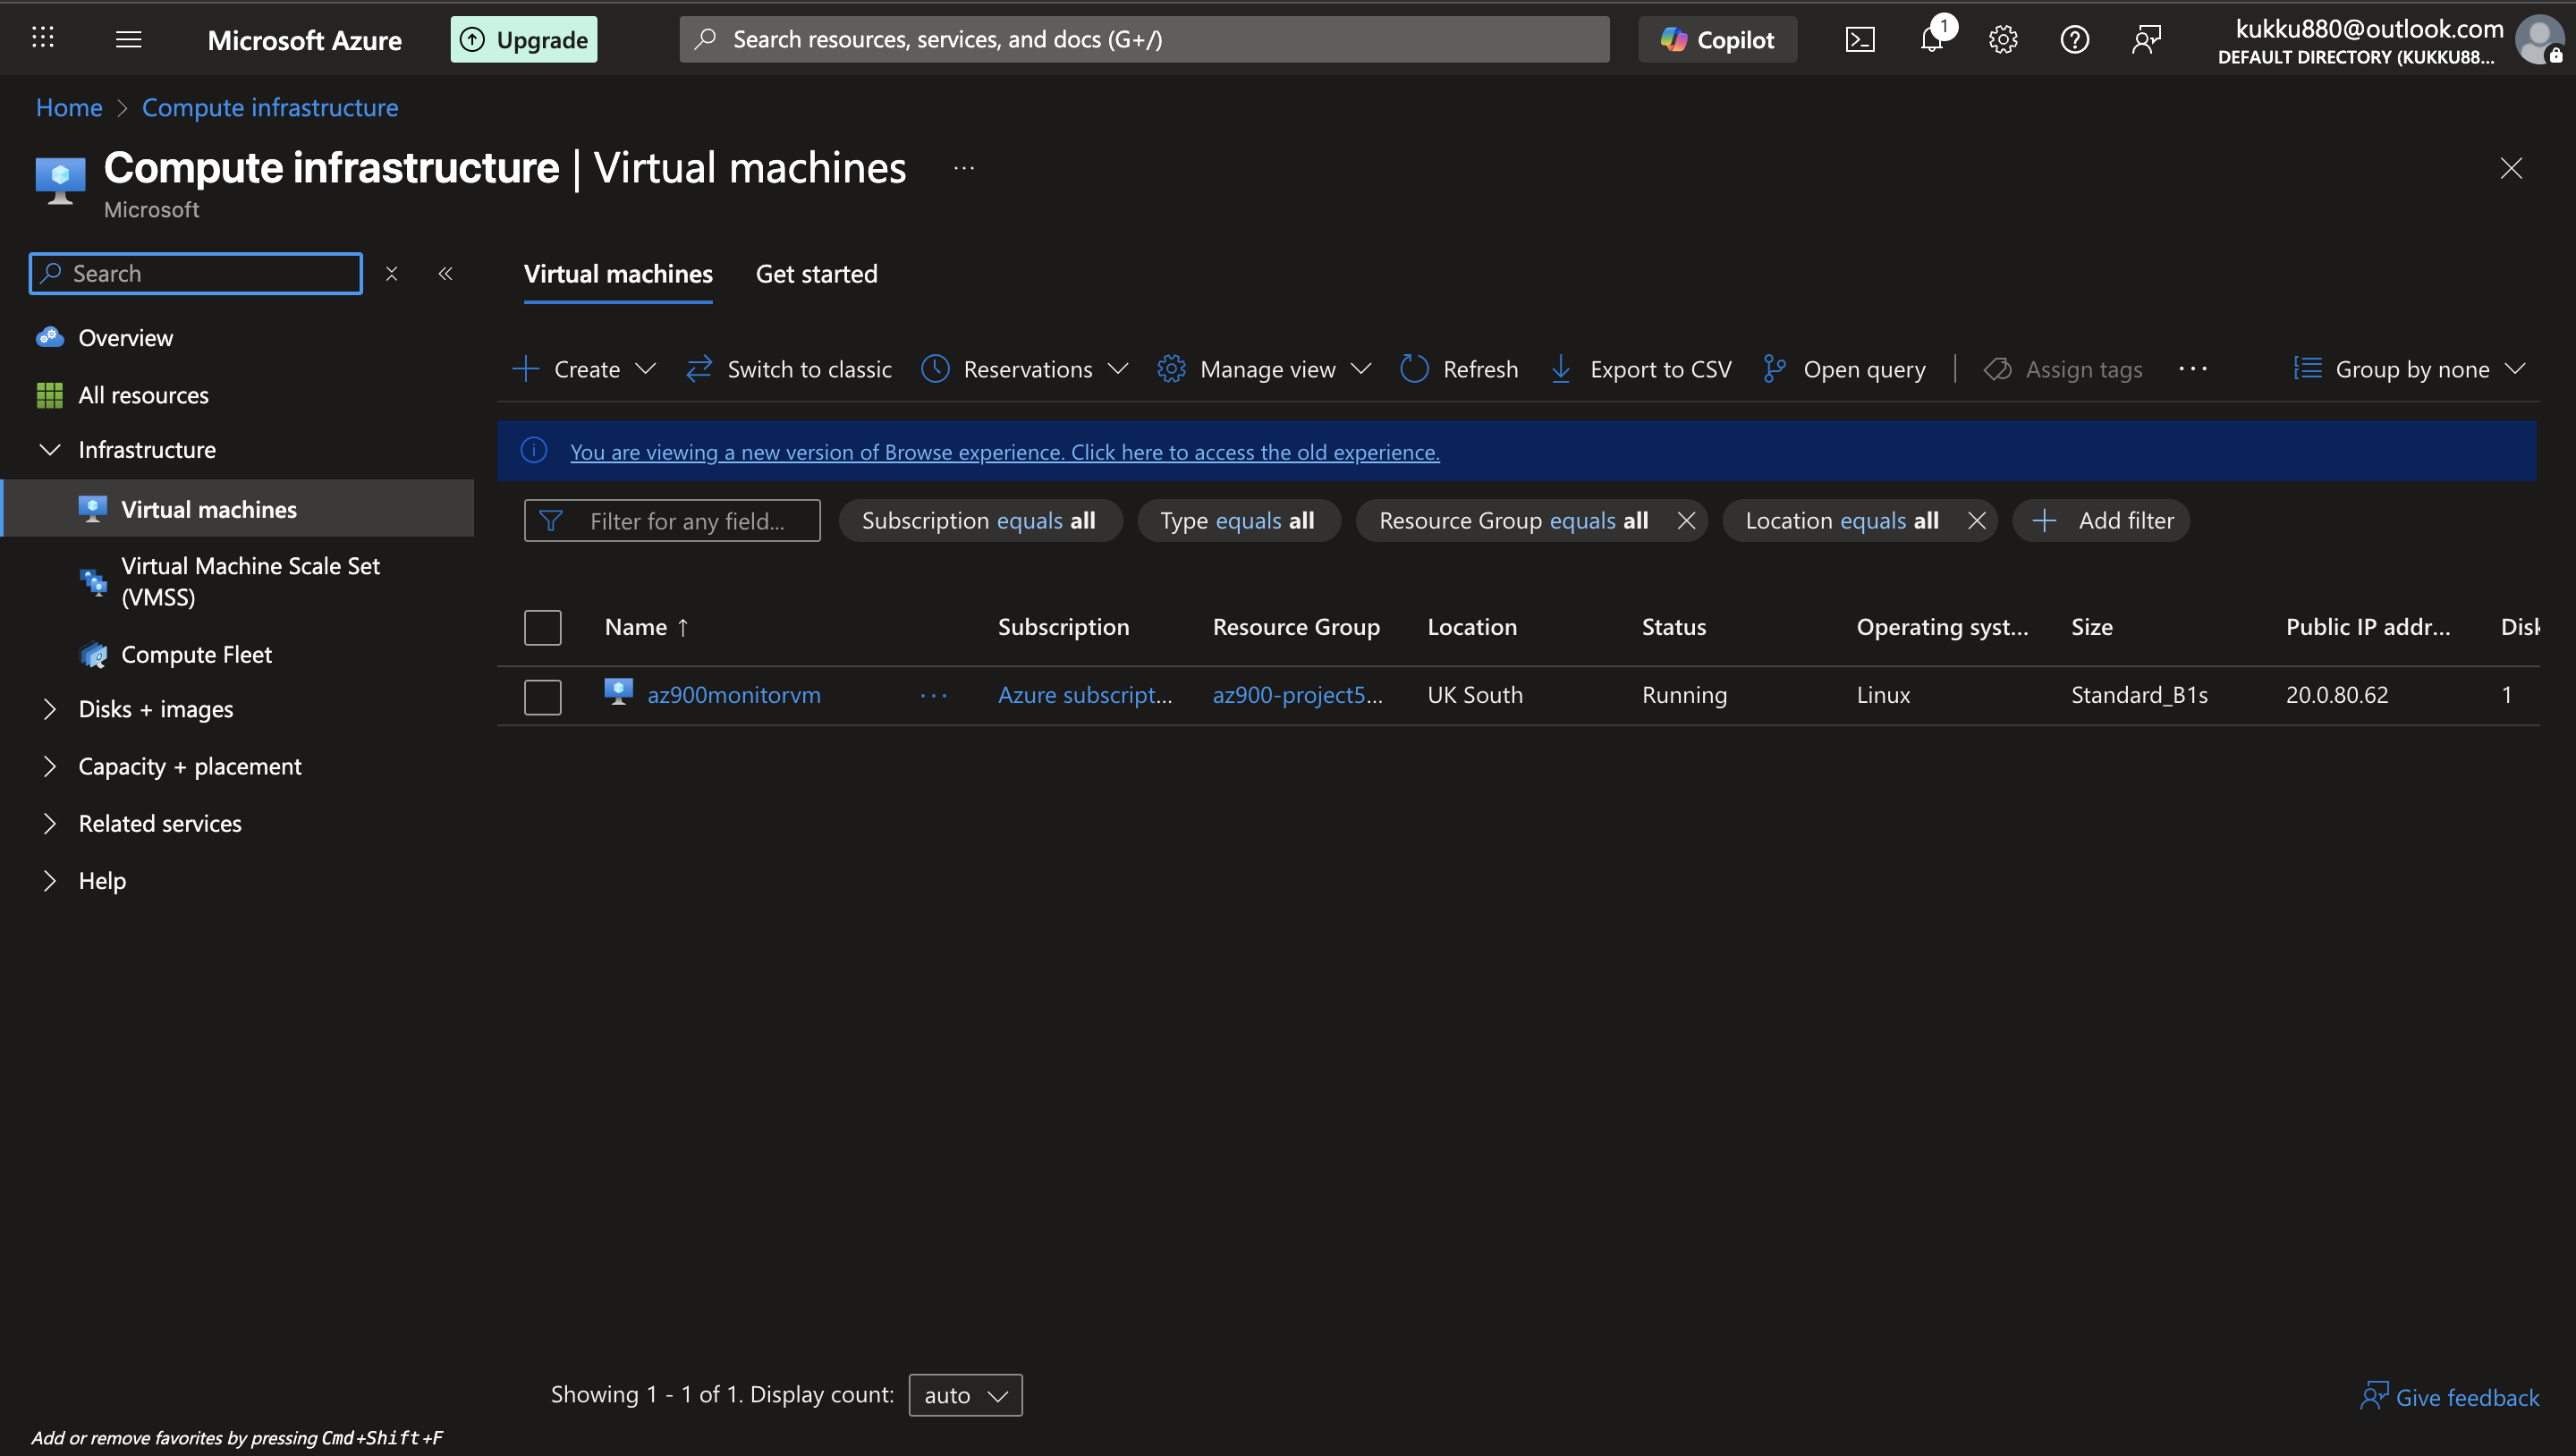 Microsoft Azure
Upgrade
Search resources, services, and docs (G+/)
Copilot
1
kukku880@outlook.com
DEFAULT DIRECTORY (KUKKU88...
Home > Compute infrastructure
Compute infrastructure | Virtual machines ...
Microsoft
Search
Overview
All resources
Infrastructure
Virtual machines
Virtual Machine Scale Set
(VMSS)
Compute Fleet
Disks + images
Capacity + placement
Related services
Help
Virtual machines Get started
Create Switch to classic Reservations Manage view Refresh Export to CSV Open query Assign tags ... Group by none
You are viewing a new version of Browse experience. Click here to access the old experience.
Filter for any field... Subscription equals all Type equals all Resource Group equals all Location equals all Add filter
Name ↑ Subscription Resource Group Location Status Operating syst... Size Public IP addr... Disk
az900monitorvm ... Azure subscript... az900-project5... UK South Running Linux Standard_B1s 20.0.80.62 1
Showing 1 - 1 of 1. Display count: auto
Give feedback
Add or remove favorites by pressing Cmd+Shift+F